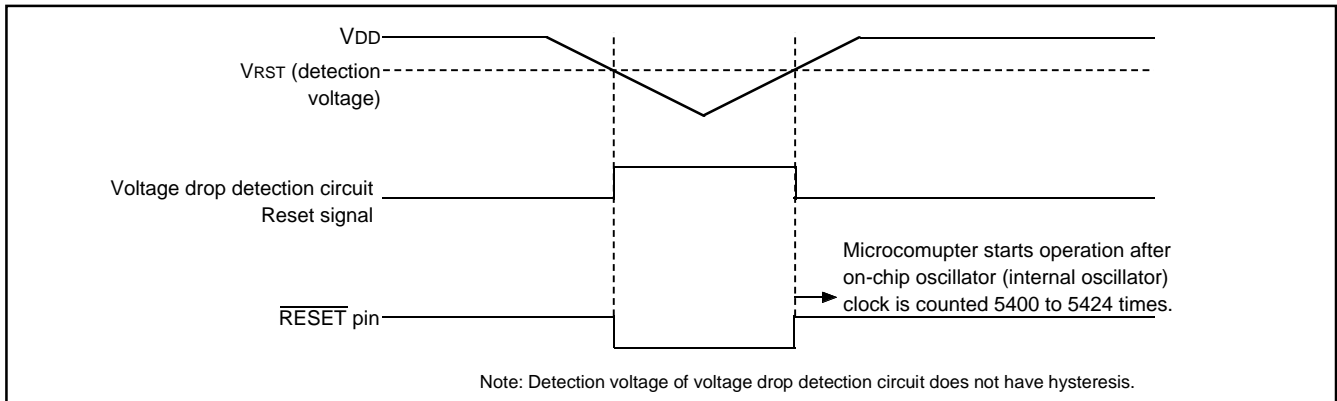 VDD
VRST (detection
voltage)
Voltage drop detection circuit
Reset signal
Microcomupter starts operation after
on-chip oscillator (internal oscillator)
clock is counted 5400 to 5424 times.
RESET pin
Note: Detection voltage of voltage drop detection circuit does not have hysteresis.